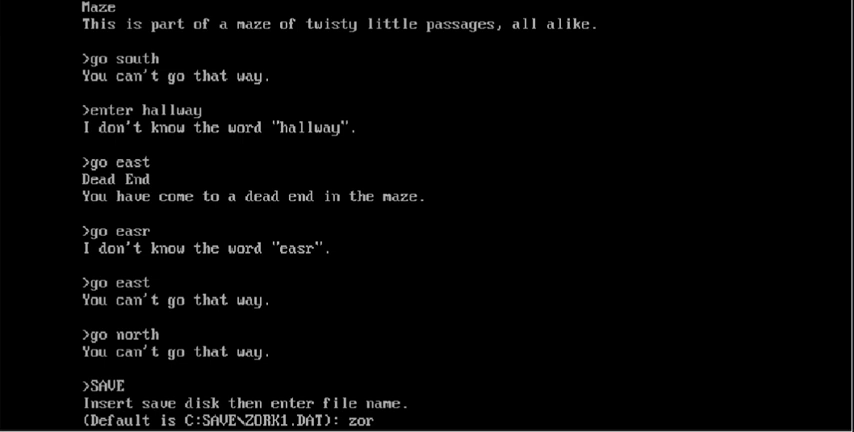 Maze
This is part of a maze of twisty little passages, all alike.
>go south
You can't go that way.
>enter hallway
I don't know the word "hallway".
>go east
Dead End
You have come to a dead end in the maze.
>go easr
I don't know the word "easr".
>go east
You can't go that way.
>go north
You can't go that way.
>SAVE
Insert save disk then enter file name.
(Default is C:SAVE\ZORK1.DAT): zor